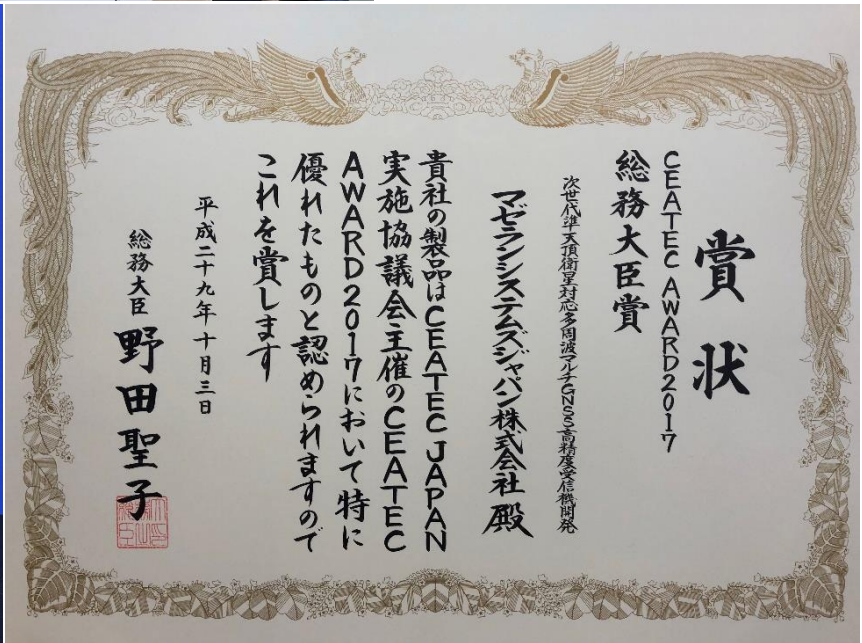 賞状
CEATEC AWARD2017
総務大臣賞
次世代準天頂衛星対応多周波マルチGNSS高精度受信機開発
マゼランシステムズジャパン株式会社 殿
貴社の製品はCEATEC JAPAN
実施協議会主催のCEATEC
AWARD2017において特に
優れたものと認められますので
これを賞します
平成二十九年十月三日
総務大臣 野田聖子